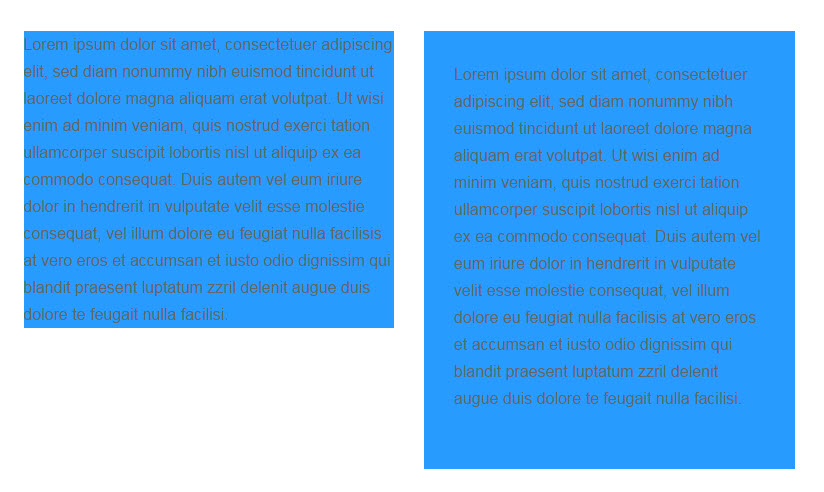 Lorem ipsum dolor sit amet, consectetuer adipiscing
elit, sed diam nonummy nibh euismod tincidunt ut
laoreet dolore magna aliquam erat volutpat. Ut wisi
enim ad minim veniam, quis nostrud exerci tation
ullamcorper suscipit lobortis nisl ut aliquip ex ea
commodo consequat. Duis autem vel eum iriure
dolor in hendrerit in vulputate velit esse molestie
consequat, vel illum dolore eu feugiat nulla facilisis
at vero eros et accumsan et iusto odio dignissim qui
blandit praesent luptatum zzril delenit augue duis
dolore te feugait nulla facilisi.
Lorem ipsum dolor sit amet, consectetuer
adipiscing elit, sed diam nonummy nibh
euismod tincidunt ut laoreet dolore magna
aliquam erat volutpat. Ut wisi enim ad
minim veniam, quis nostrud exerci tation
ullamcorper suscipit lobortis nisl ut aliquip
ex ea commodo consequat. Duis autem vel
eum iriure dolor in hendrerit in vulputate
velit esse molestie consequat, vel illum
dolore eu feugiat nulla facilisis at vero eros
et accumsan et iusto odio dignissim qui
blandit praesent luptatum zzril delenit
augue duis dolore te feugait nulla facilisi.